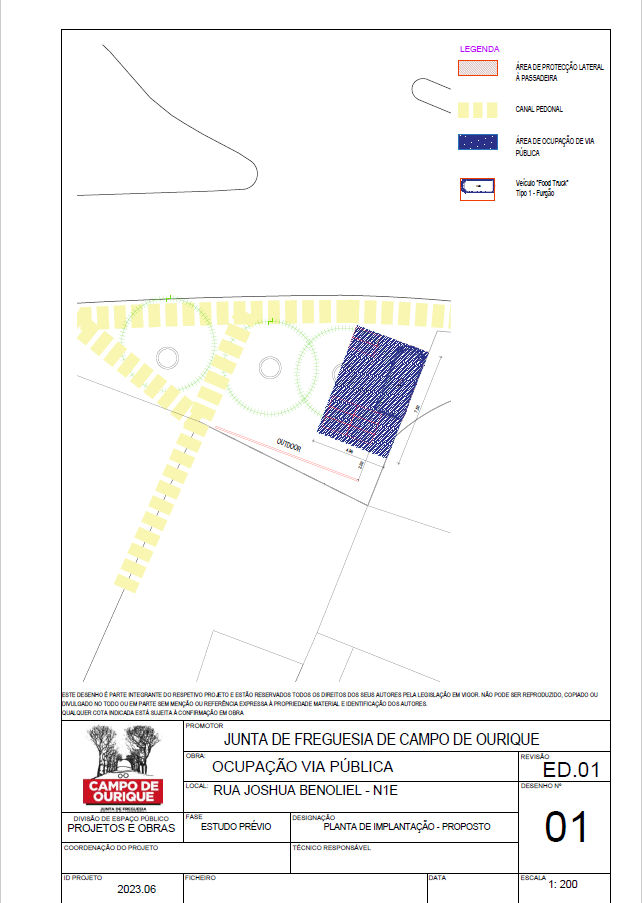 LEGENDA
ÁREA DE PROTECÇÃO LATERAL
À PASSADEIRA
CANAL PEDONAL
ÁREA DE OCUPAÇÃO DE VIA
PÚBLICA
Veículo "Food Truck"
Tipo 1 - Furgão
OUTDOOR
ESTE DESENHO É PARTE INTEGRANTE DO RESPETIVO PROJETO E ESTÃO RESERVADOS TODOS OS DIREITOS DOS SEUS AUTORES PELA LEGISLAÇÃO EM VIGOR. NÃO PODE SER REPRODUZIDO, COPIADO OU
DIVULGADO NO TODO OU EM PARTE SEM MENÇÃO OU REFERÊNCIA EXPRESSA À PROPRIEDADE MATERIAL E IDENTIFICAÇÃO DOS AUTORES.
QUALQUER COTA INDICADA ESTÁ SUJEITA À CONFIRMAÇÃO EM OBRA
CAMPO DE
OURIQUE
JUNTA DE FREGUESIA
PROMOTOR
JUNTA DE FREGUESIA DE CAMPO DE OURIQUE
OBRA:
OCUPAÇÃO VIA PÚBLICA
REVISÃO
ED.01
LOCAL:
RUA JOSHUA BENOLIEL - N1E
DESENHO Nº
01
DIVISÃO DE ESPAÇO PÚBLICO
PROJETOS E OBRAS
FASE
ESTUDO PRÉVIO
DESIGNAÇÃO
PLANTA DE IMPLANTAÇÃO - PROPOSTO
COORDENAÇÃO DO PROJETO
TÉCNICO RESPONSÁVEL
ID PROJETO
2023.06
FICHEIRO
DATA
ESCALA
1: 200